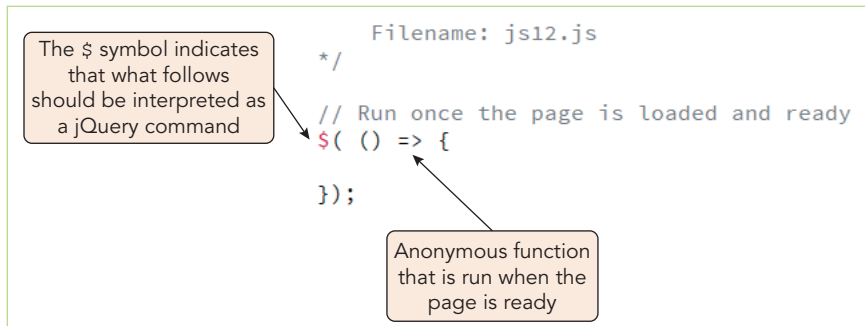 Filename: js12.js
*/
The $ symbol indicates
that what follows
should be interpreted as
a jQuery command
// Run once the page is loaded and ready
$( () => {
});
Anonymous function
that is run when the
page is ready